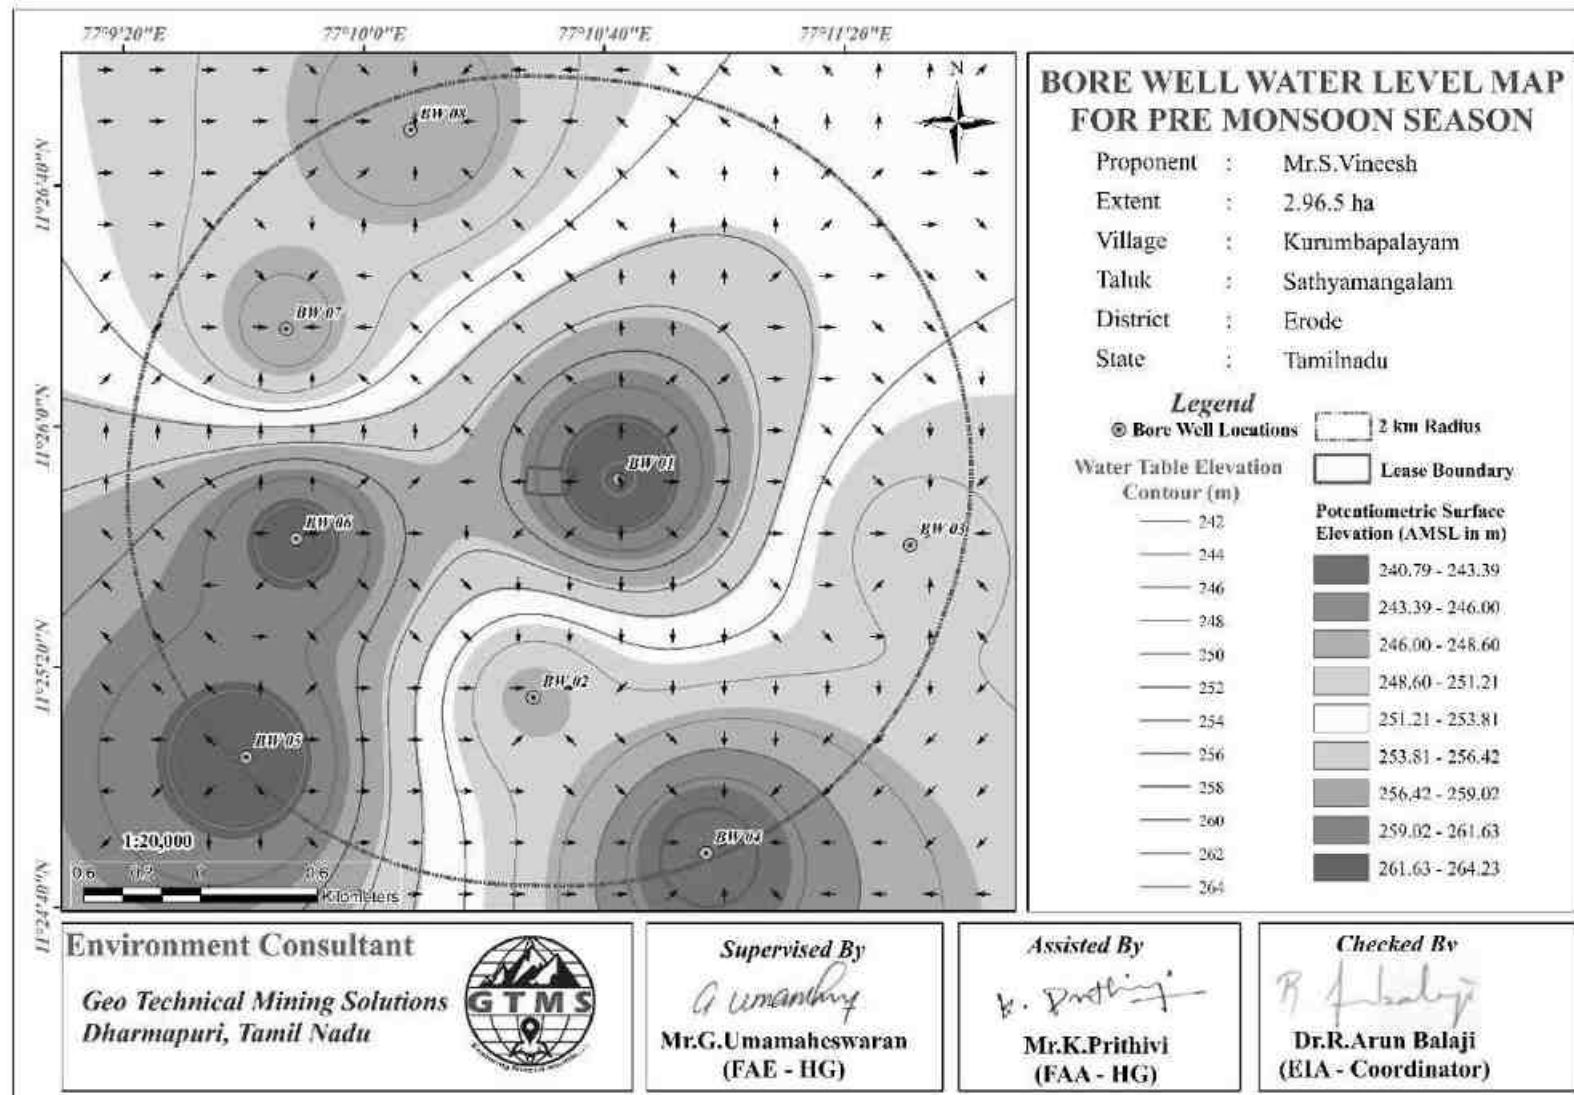 77°9'20"E 77°10'0"E 77°10'40"E 77°11'20"E
11°26'40"N
11°26'0"N
11°25'20"N
11°24'40"N
N
BW 08
BW 07
BW 01
BW 06
BW 03
BW 02
BW 05
BW 04
1:20,000
0.6 0.3 0 0.6
Kilometers
BORE WELL WATER LEVEL MAP
FOR PRE MONSOON SEASON
Proponent : Mr.S.Vineesh
Extent : 2.96.5 ha
Village : Kurumbapalayam
Taluk : Sathyamangalam
District : Erode
State : Tamilnadu
Legend
Bore Well Locations
2 km Radius
Lease Boundary
Water Table Elevation
Contour (m)
242
244
246
248
250
252
254
256
258
260
262
264
Potentiometric Surface
Elevation (AMSL in m)
240.79 - 243.39
243.39 - 246.00
246.00 - 248.60
248.60 - 251.21
251.21 - 253.81
253.81 - 256.42
256.42 - 259.02
259.02 - 261.63
261.63 - 264.23
Environment Consultant
Geo Technical Mining Solutions
Dharmapuri, Tamil Nadu
GTMS
Supervised By
Mr.G.Umamaheswaran
(FAE - HG)
Assisted By
K. Prithivi
Mr.K.Prithivi
(FAA - HG)
Checked By
Dr.R.Arun Balaji
(EIA - Coordinator)